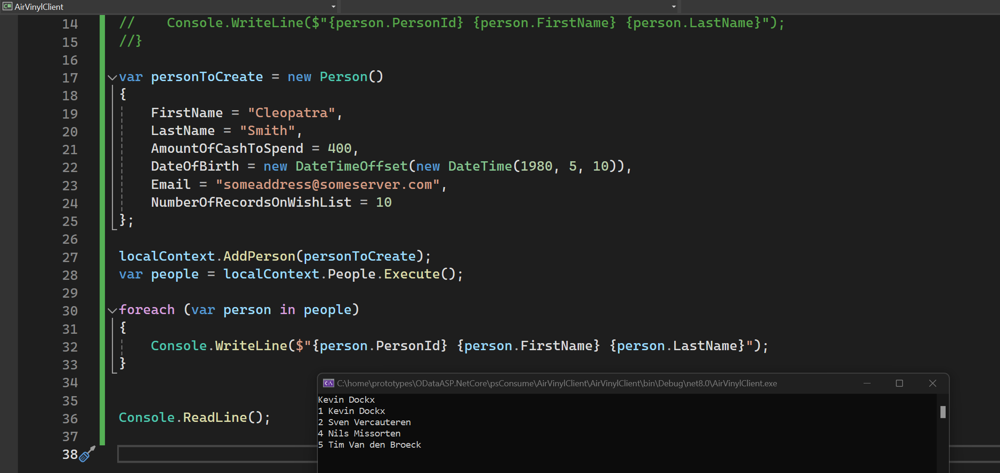 C# AirVinylClient
14 //    Console.WriteLine($"{person.PersonId} {person.FirstName} {person.LastName}");
15 //}
16
17 var personToCreate = new Person()
18 {
19     FirstName = "Cleopatra",
20     LastName = "Smith",
21     AmountOfCashToSpend = 400,
22     DateOfBirth = new DateTimeOffset(new DateTime(1980, 5, 10)),
23     Email = "someaddress@someserver.com",
24     NumberOfRecordsOnWishList = 10
25 };
26
27 localContext.AddPerson(personToCreate);
28 var people = localContext.People.Execute();
29
30 foreach (var person in people)
31 {
32     Console.WriteLine($"{person.PersonId} {person.FirstName} {person.LastName}");
33 }
34
35
36 Console.ReadLine();
37
38
C:\home\prototypes\ODataASP.NetCore\psConsume\AirVinylClient\AirVinylClient\bin\Debug\net8.0\AirVinylClient.exe
Kevin Dockx
1 Kevin Dockx
2 Sven Vercauteren
4 Nils Missorten
5 Tim Van den Broeck